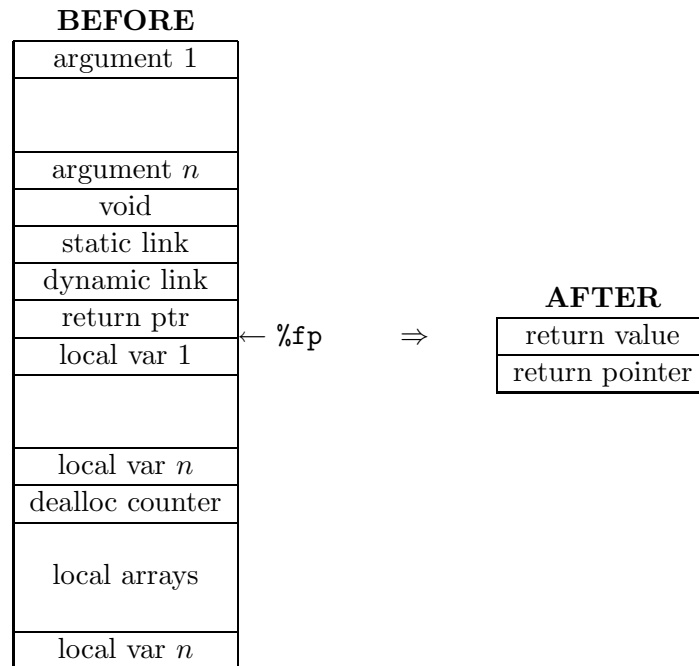 BEFORE
argument 1
argument n
void
static link
dynamic link
return ptr
local var 1
local var n
dealloc counter
local arrays
local var n
← %fp ⇒
AFTER
return value
return pointer